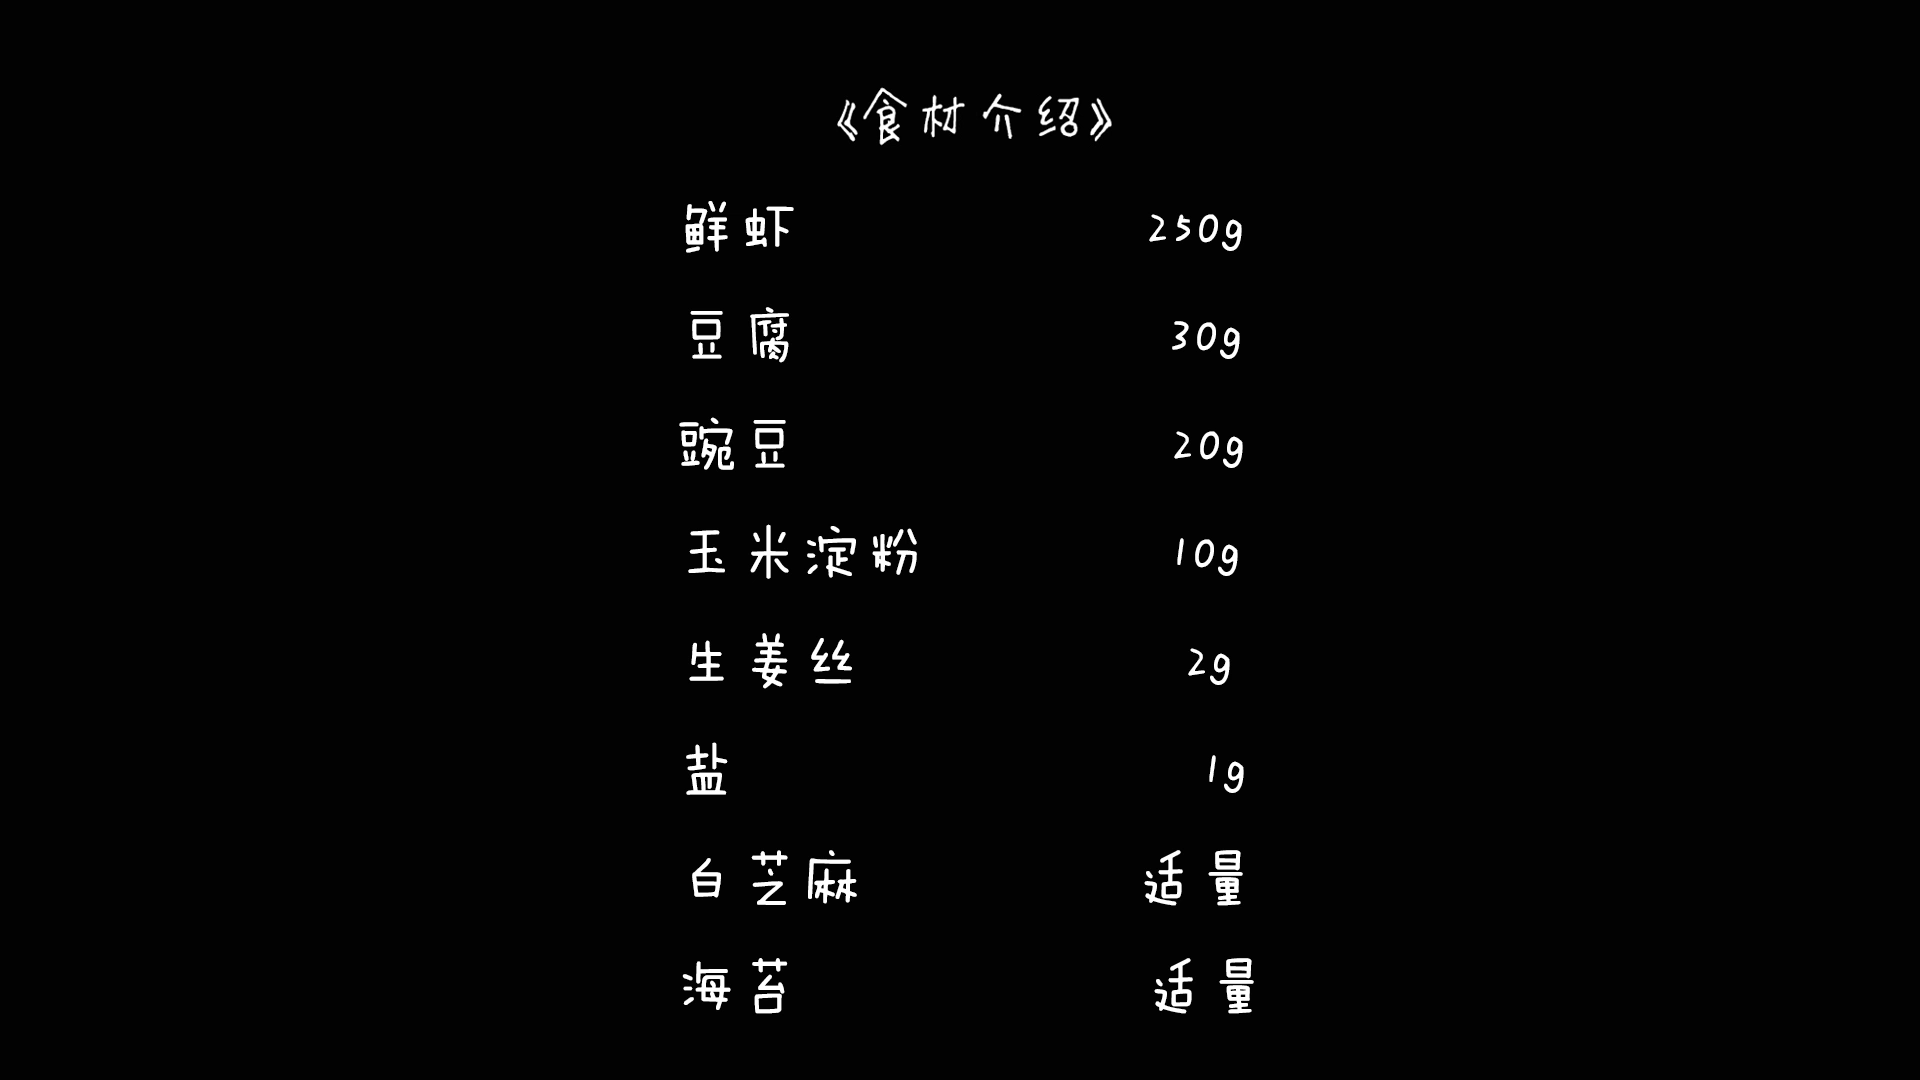 《食材介绍》
鲜虾 250g
豆腐 30g
豌豆 20g
玉米淀粉 10g
生姜丝 2g
盐 1g
白芝麻 适量
海苔 适量